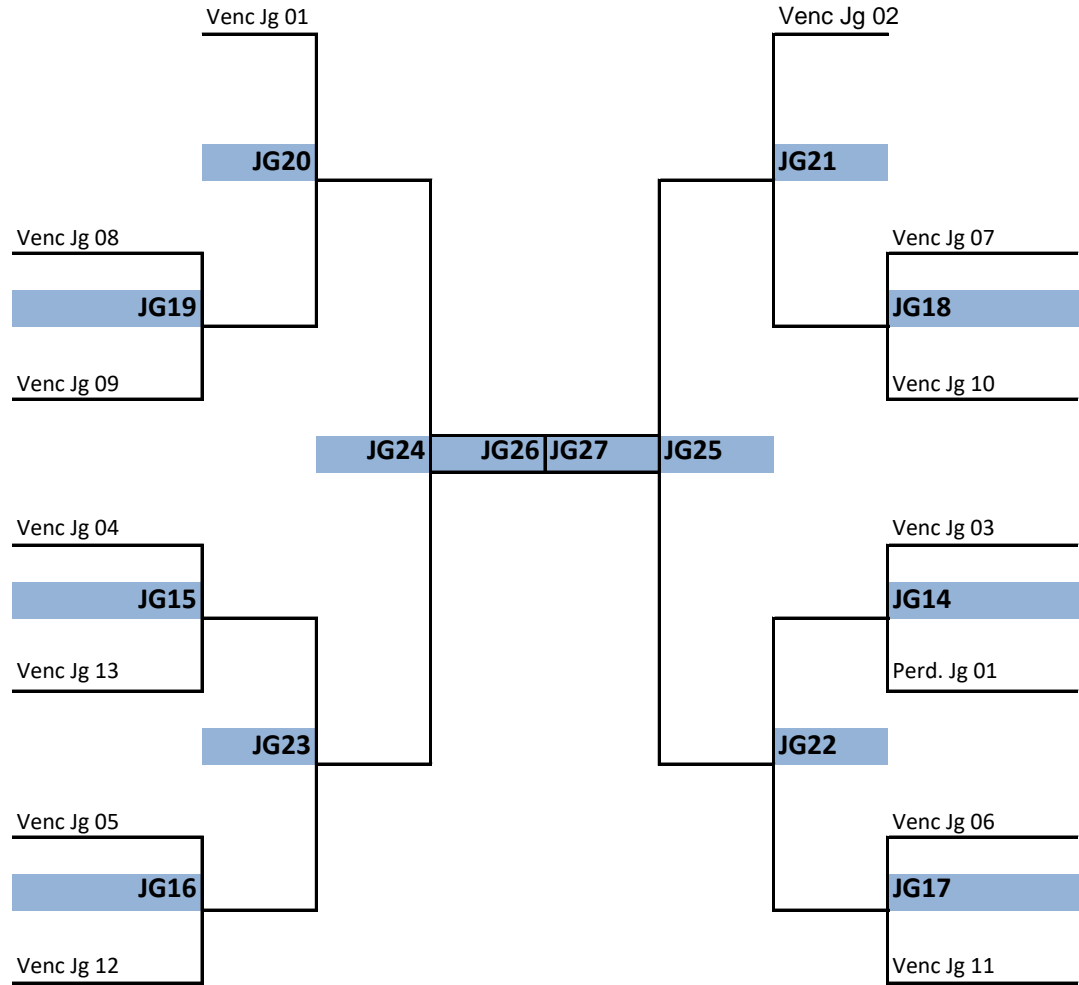 Venc Jg 01 Venc Jg 02
JG20 JG21
Venc Jg 08 Venc Jg 07
JG19 JG18
Venc Jg 09 Venc Jg 10
JG24 JG26 JG27 JG25
Venc Jg 04 Venc Jg 03
JG15 JG14
Venc Jg 13 Perd. Jg 01
JG23 JG22
Venc Jg 05 Venc Jg 06
JG16 JG17
Venc Jg 12 Venc Jg 11